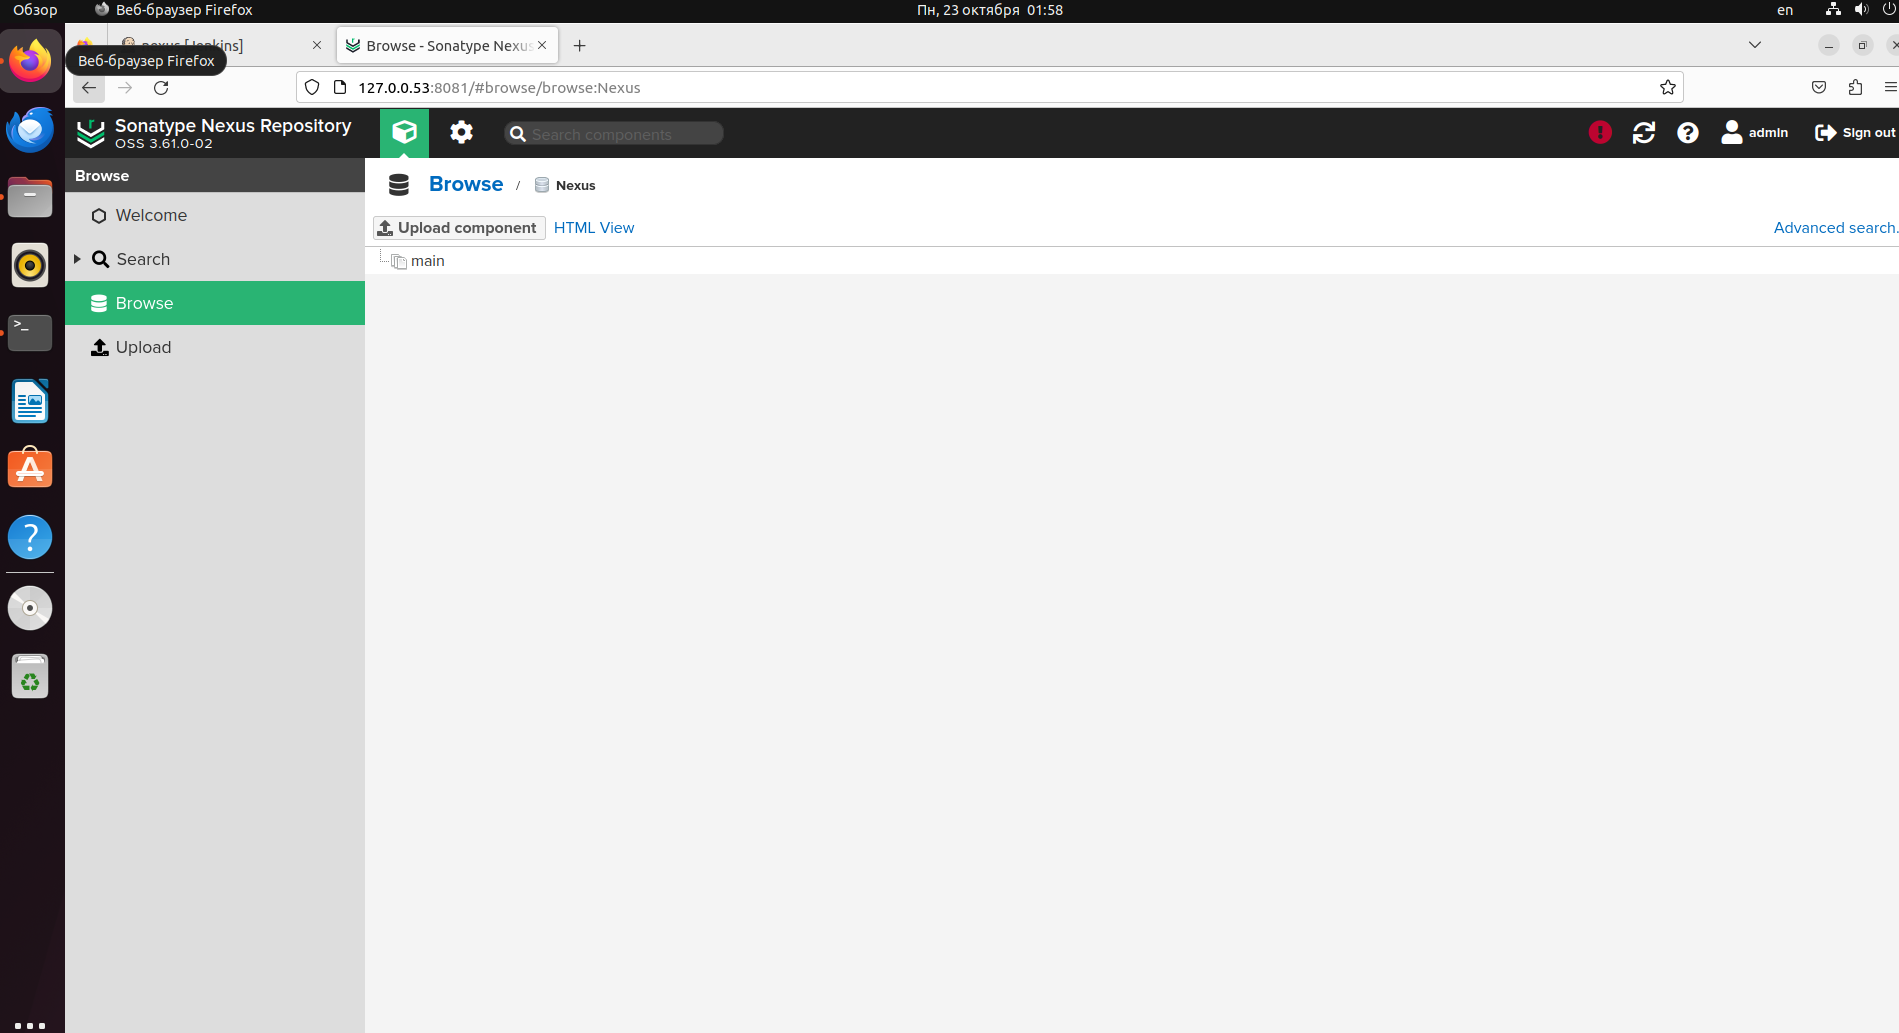 Обзор Веб-браузер Firefox Пн, 23 октября 01:58 en
nexus [Jenkins] Browse - Sonatype Nexus
Веб-браузер Firefox
127.0.0.53:8081/#browse/browse:Nexus
Sonatype Nexus Repository
OSS 3.61.0-02
Search components
admin
Sign out
Browse
Browse / Nexus
Welcome
Upload component HTML View Advanced search.
Search
main
Browse
Upload